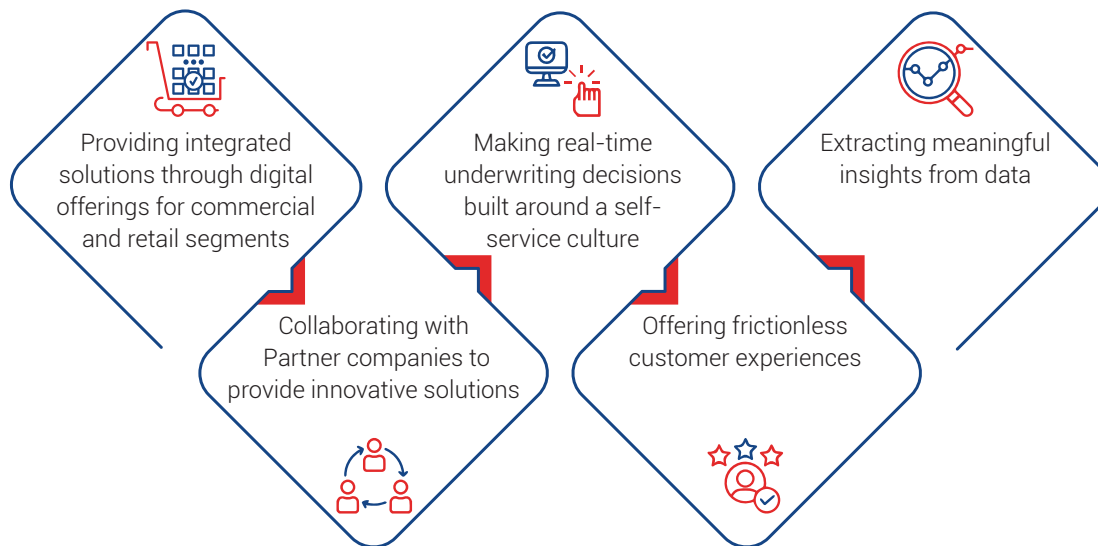 Providing integrated
solutions through digital
offerings for commercial
and retail segments
Collaborating with
Partner companies to
provide innovative solutions
Making real-time
underwriting decisions
built around a self-
service culture
Offering frictionless
customer experiences
Extracting meaningful
insights from data